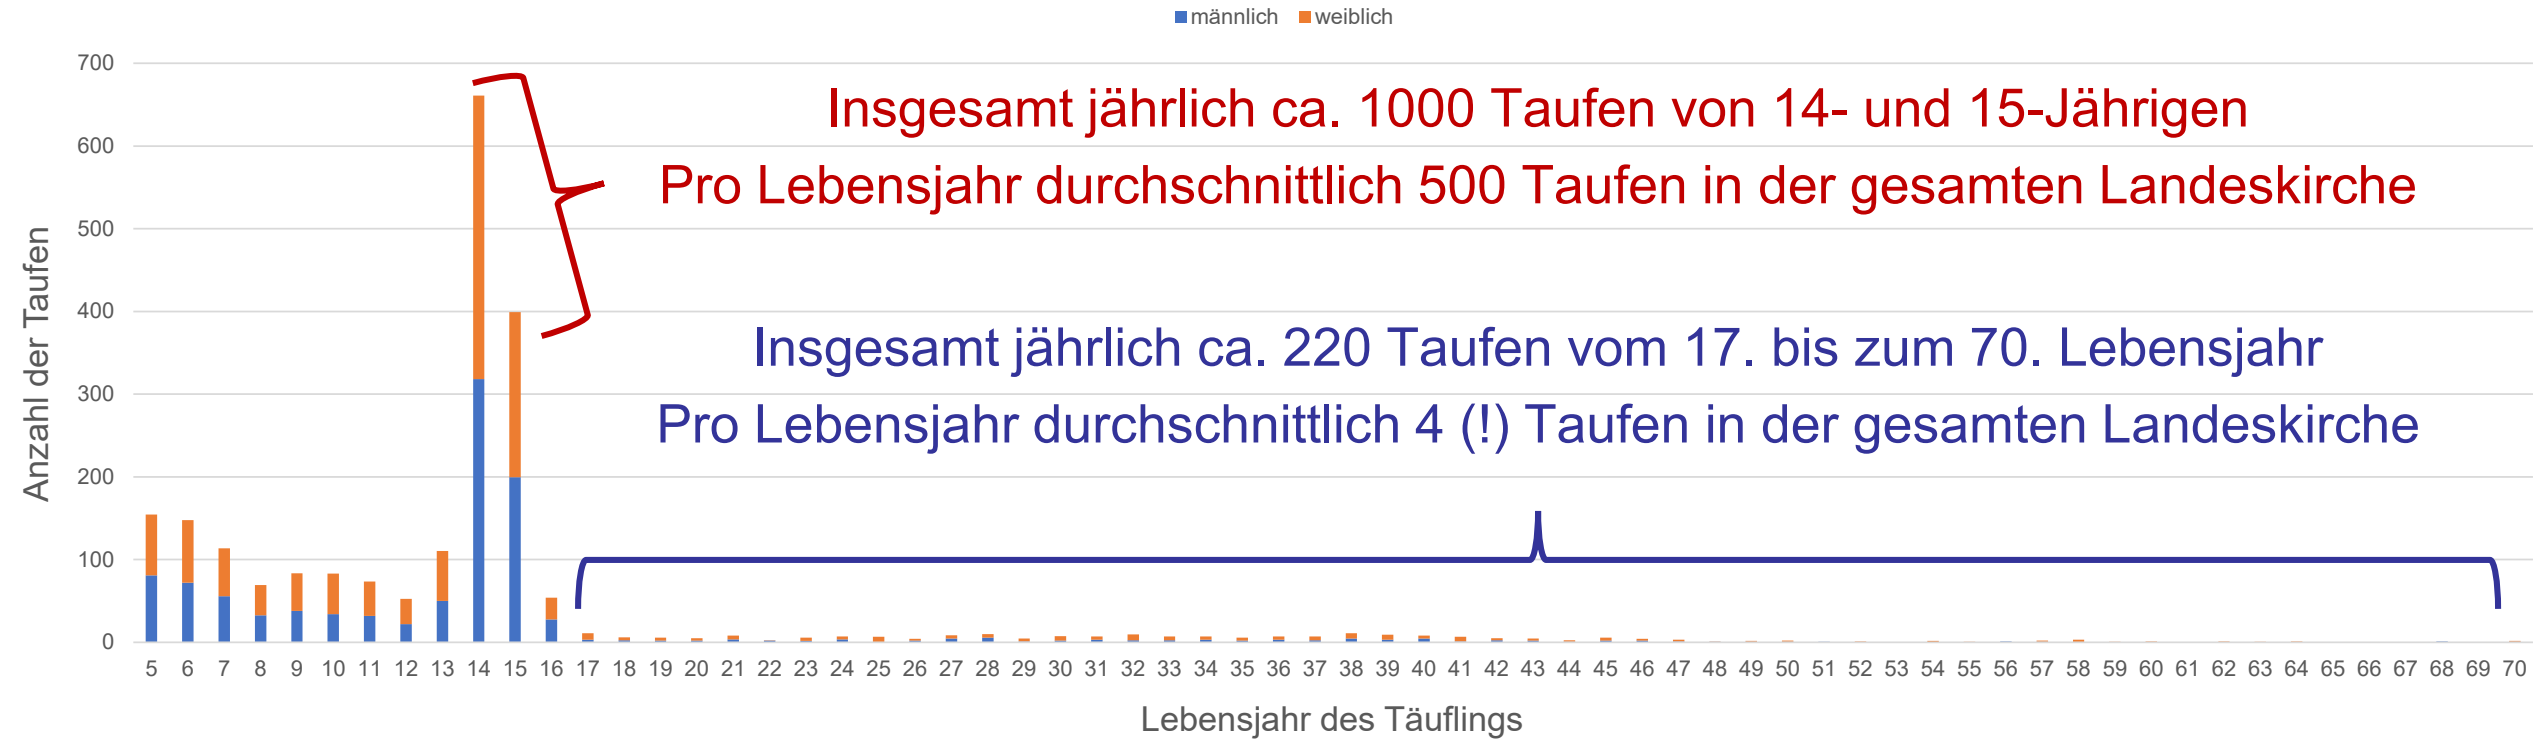 männlich weiblich
700
600
500
400
300
200
100
0
Anzahl der Taufen
Insgesamt jährlich ca. 1000 Taufen von 14- und 15-Jährigen
Pro Lebensjahr durchschnittlich 500 Taufen in der gesamten Landeskirche
Insgesamt jährlich ca. 220 Taufen vom 17. bis zum 70. Lebensjahr
Pro Lebensjahr durchschnittlich 4 (!) Taufen in der gesamten Landeskirche
5 6 7 8 9 10 11 12 13 14 15 16 17 18 19 20 21 22 23 24 25 26 27 28 29 30 31 32 33 34 35 36 37 38 39 40 41 42 43 44 45 46 47 48 49 50 51 52 53 54 55 56 57 58 59 60 61 62 63 64 65 66 67 68 69 70
Lebensjahr des Täuflings